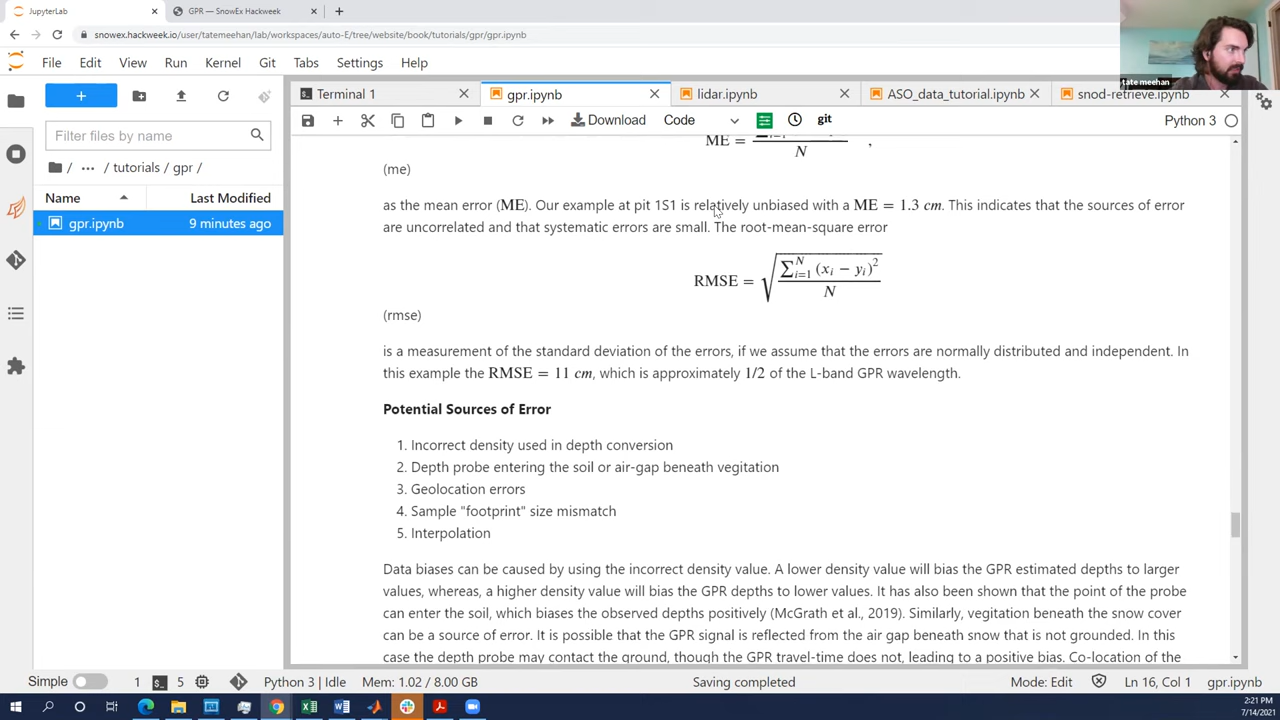 JupyterLab
GPR — SnowEx Hackweek
snowex.hackweek.io/user/tatemeehan/lab/workspaces/auto-E/tree/website/book/tutorials/gpr/gpr.ipynb
tate meehan
File Edit View Run Kernel Git Tabs Settings Help
Terminal 1 gpr.ipynb lidar.ipynb ASO_data_tutorial.ipynb snod-retrieve.ipynb
Filter files by name
Download Code git Python 3
/ ... / tutorials / gpr /
Name Last Modified
gpr.ipynb 9 minutes ago
ME = N ,
(me)
as the mean error (ME). Our example at pit 1S1 is relatively unbiased with a ME = 1.3 cm. This indicates that the sources of error
are uncorrelated and that systematic errors are small. The root-mean-square error
RMSE = √(∑_{i=1}^{N} (x_i − y_i)^2 / N)
(rmse)
is a measurement of the standard deviation of the errors, if we assume that the errors are normally distributed and independent. In
this example the RMSE = 11 cm, which is approximately 1/2 of the L-band GPR wavelength.
Potential Sources of Error
1. Incorrect density used in depth conversion
2. Depth probe entering the soil or air-gap beneath vegitation
3. Geolocation errors
4. Sample "footprint" size mismatch
5. Interpolation
Data biases can be caused by using the incorrect density value. A lower density value will bias the GPR estimated depths to larger
values, whereas, a higher density value will bias the GPR depths to lower values. It has also been shown that the point of the probe
can enter the soil, which biases the observed depths positively (McGrath et al., 2019). Similarly, vegitation beneath the snow cover
can be a source of error. It is possible that the GPR signal is reflected from the air gap beneath snow that is not grounded. In this
case the depth probe may contact the ground, though the GPR travel-time does not, leading to a positive bias. Co-location of the
Simple 1 5 Python 3 | Idle Mem: 1.02 / 8.00 GB Saving completed Mode: Edit Ln 16, Col 1 gpr.ipynb
2:21 PM
7/14/2021